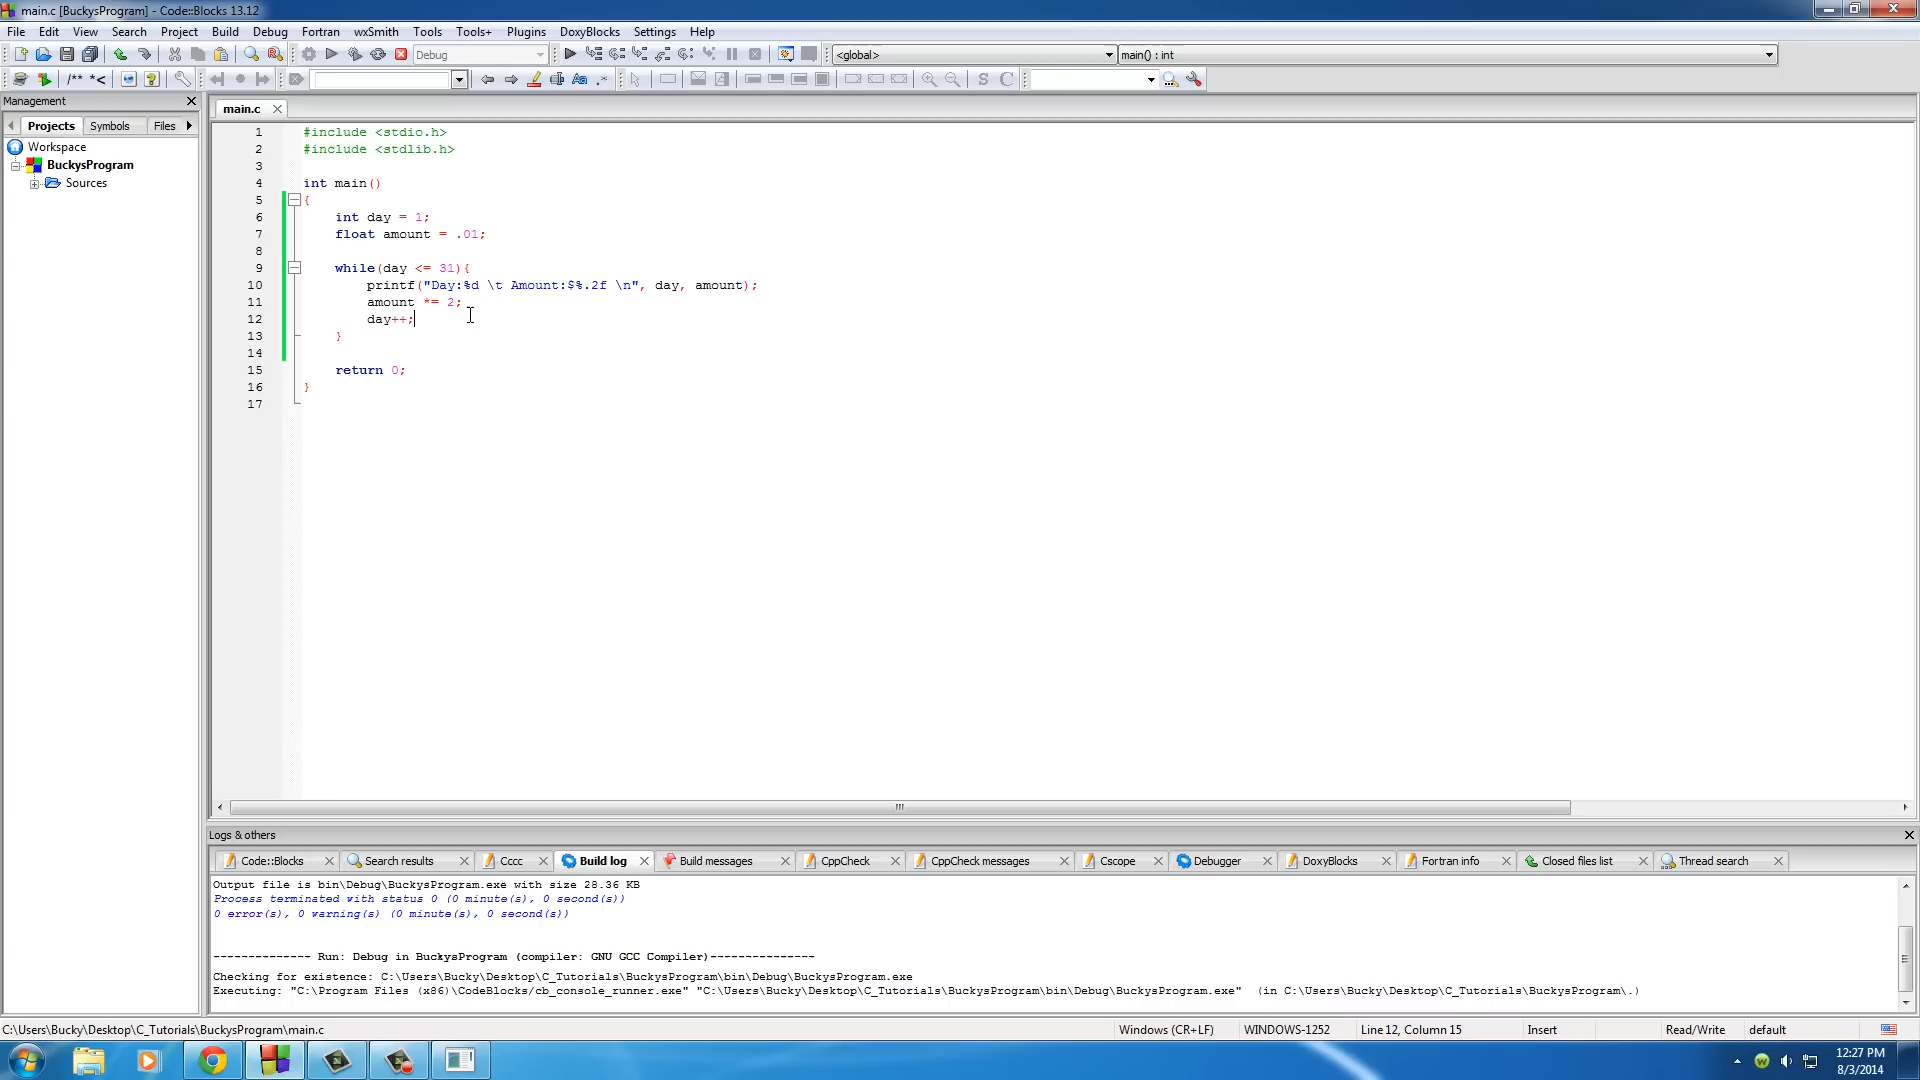 main.c [BuckysProgram] - Code::Blocks 13.12
File Edit View Search Project Build Debug Fortran wxSmith Tools Tools+ Plugins DoxyBlocks Settings Help
Debug <global> main() : int
/** *< Aa .* S C
Management
main.c
Projects Symbols Files
Workspace
BuckysProgram
Sources
1 #include <stdio.h>
2 #include <stdlib.h>
3
4 int main()
5 {
6 int day = 1;
7 float amount = .01;
8
9 while(day <= 31){
10 printf("Day:%d \t Amount:$%.2f \n", day, amount);
11 amount *= 2;
12 day++;
13 }
14
15 return 0;
16 }
17
Logs & others
Code::Blocks Search results Cccc Build log Build messages CppCheck CppCheck messages Cscope Debugger DoxyBlocks Fortran info Closed files list Thread search
Output file is bin\Debug\BuckysProgram.exe with size 28.36 KB
Process terminated with status 0 (0 minute(s), 0 second(s))
0 error(s), 0 warning(s) (0 minute(s), 0 second(s))
-------------- Run: Debug in BuckysProgram (compiler: GNU GCC Compiler)---------------
Checking for existence: C:\Users\Bucky\Desktop\C_Tutorials\BuckysProgram\bin\Debug\BuckysProgram.exe
Executing: "C:\Program Files (x86)\CodeBlocks/cb_console_runner.exe" "C:\Users\Bucky\Desktop\C_Tutorials\BuckysProgram\bin\Debug\BuckysProgram.exe" (in C:\Users\Bucky\Desktop\C_Tutorials\BuckysProgram\.)
C:\Users\Bucky\Desktop\C_Tutorials\BuckysProgram\main.c Windows (CR+LF) WINDOWS-1252 Line 12, Column 15 Insert Read/Write default
12:27 PM
8/3/2014